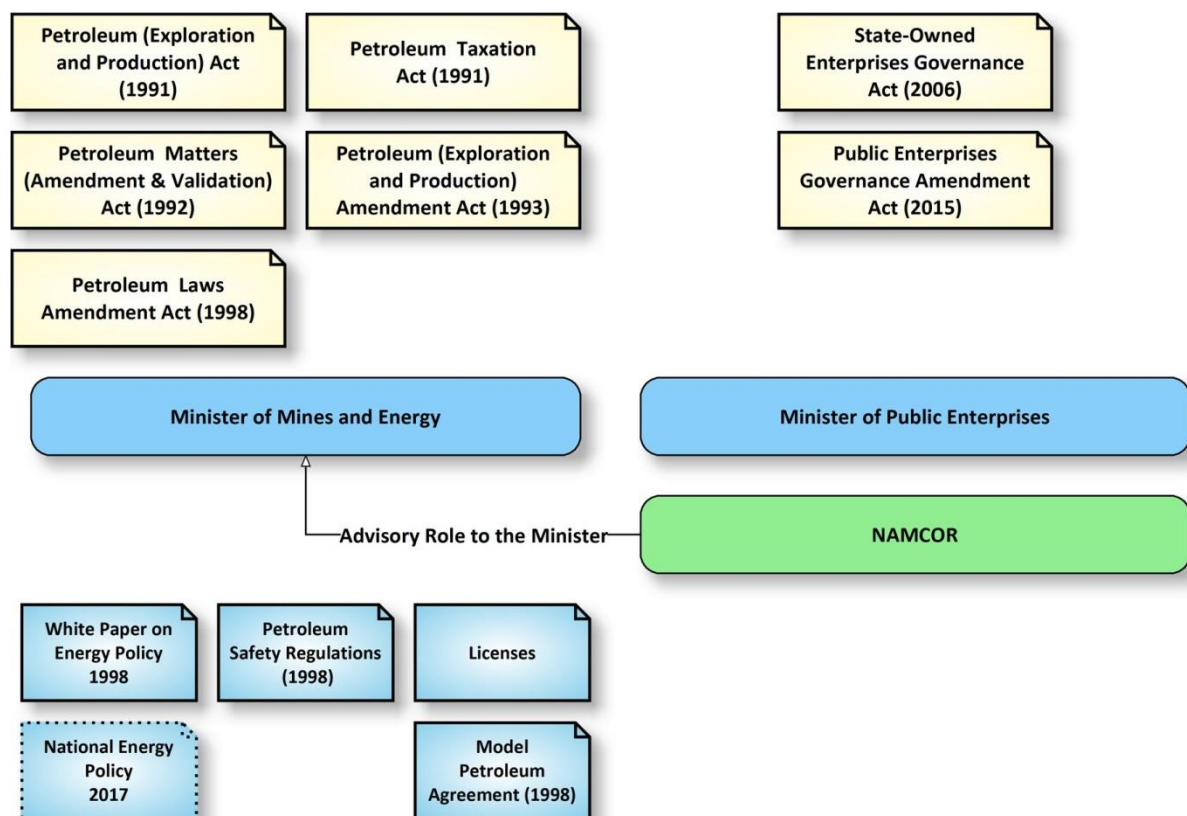 Petroleum (Exploration
and Production) Act
(1991)
Petroleum Taxation
Act (1991)
State-Owned
Enterprises Governance
Act (2006)
Petroleum Matters
(Amendment & Validation)
Act (1992)
Petroleum (Exploration
and Production)
Amendment Act (1993)
Public Enterprises
Governance Amendment
Act (2015)
Petroleum Laws
Amendment Act (1998)
Minister of Mines and Energy
Minister of Public Enterprises
Advisory Role to the Minister
NAMCOR
White Paper on
Energy Policy
1998
Petroleum
Safety Regulations
(1998)
Licenses
National Energy
Policy
2017
Model
Petroleum
Agreement (1998)